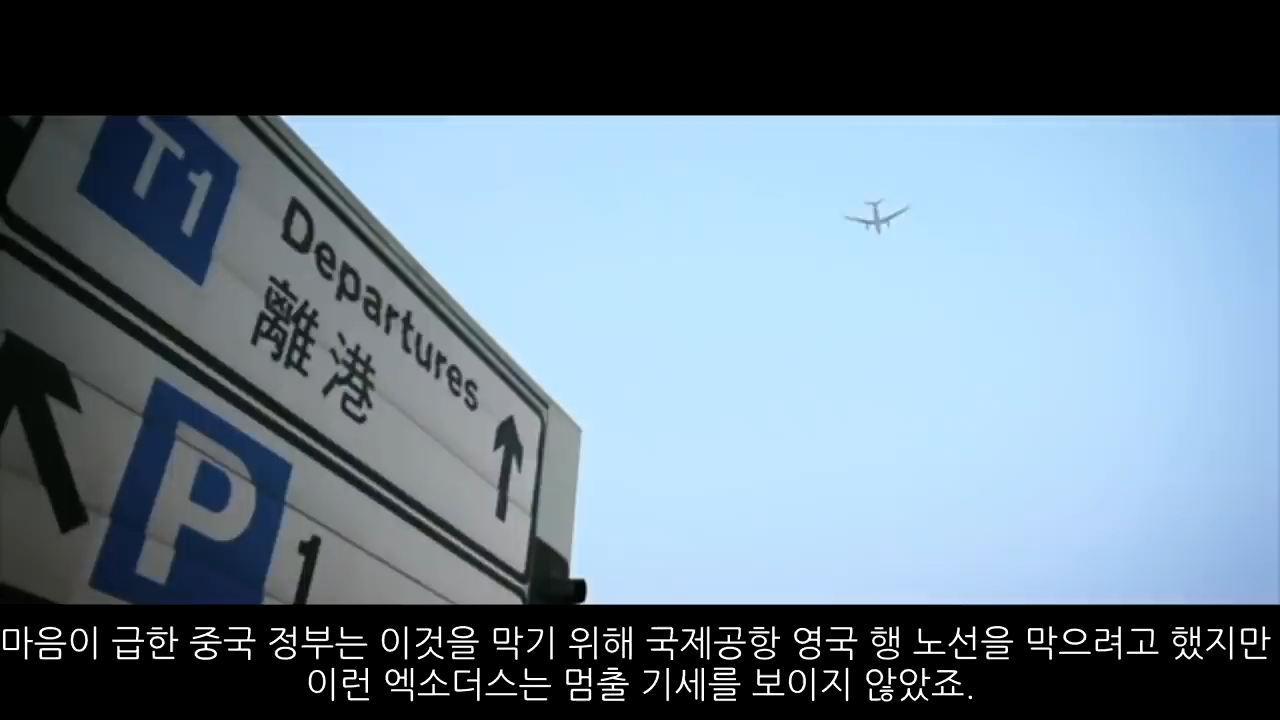 T1
Departures
離港
P 1
마음이 급한 중국 정부는 이것을 막기 위해 국제공항 영국 행 노선을 막으려고 했지만
이런 엑소더스는 멈출 기세를 보이지 않았죠.